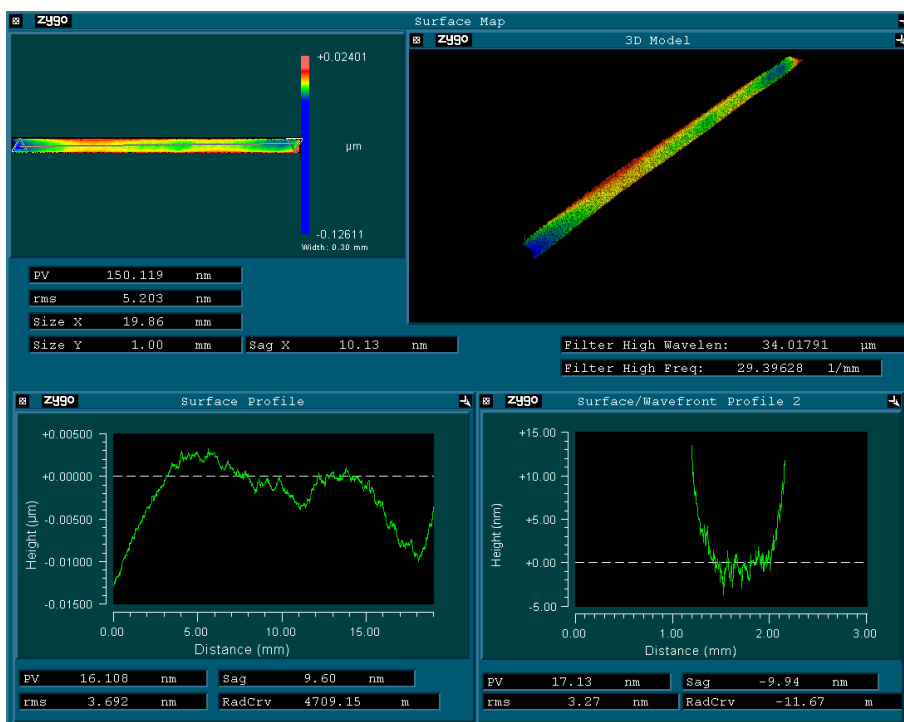 zygo Surface Map
+0.02401
µm
-0.12611
Width: 0.30 mm
zygo 3D Model
PV 150.119 nm
rms 5.203 nm
Size X 19.86 mm
Size Y 1.00 mm
Sag X 10.13 nm
Filter High Wavelen: 34.01791 µm
Filter High Freq: 29.39628 1/mm
zygo Surface Profile
+0.00500
+0.00000
-0.00500
-0.01000
-0.01500
Height (µm)
0.00 5.00 10.00 15.00
Distance (mm)
PV 16.108 nm
Sag 9.60 nm
rms 3.692 nm
RadCrv 4709.15 m
zygo Surface/Wavefront Profile 2
+15.00
+10.00
+5.00
+0.00
-5.00
Height (nm)
0.00 1.00 2.00 3.00
Distance (mm)
PV 17.13 nm
Sag -9.94 nm
rms 3.27 nm
RadCrv -11.67 m